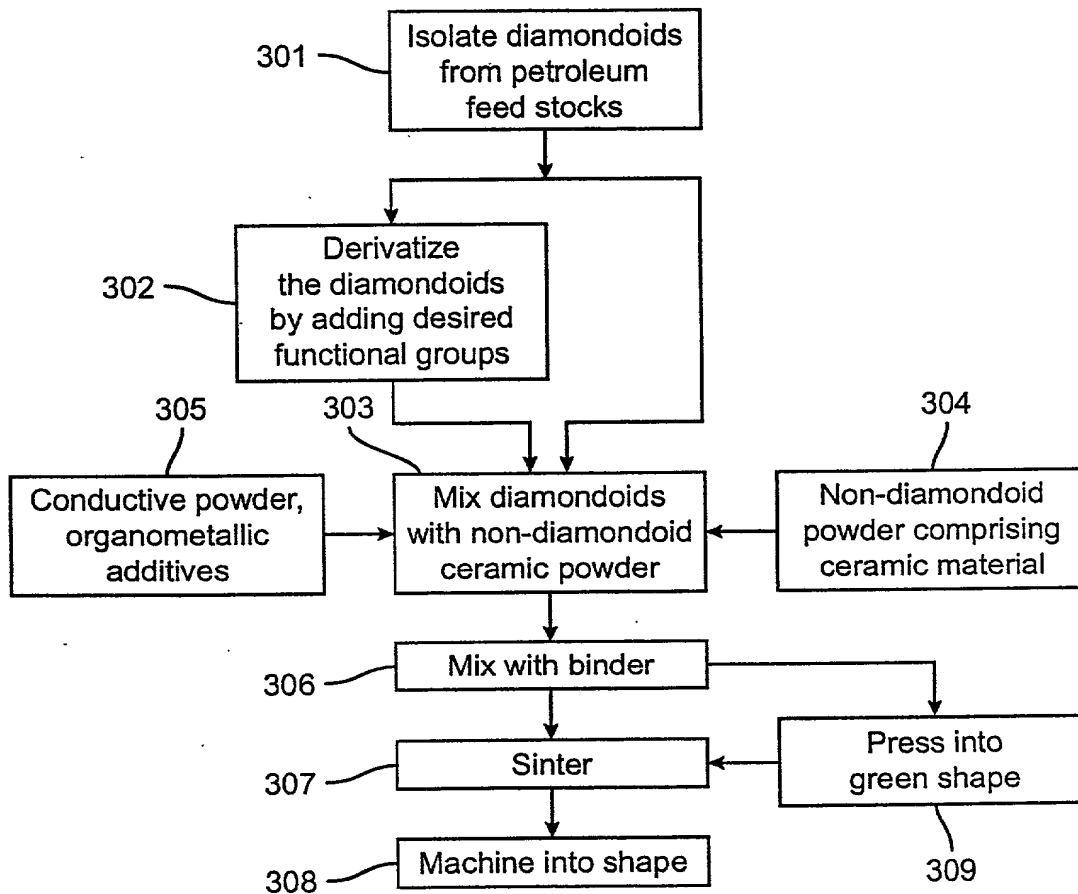 301
Isolate diamondoids
from petroleum
feed stocks
302
Derivatize
the diamondoids
by adding desired
functional groups
305
303
304
Conductive powder,
organometallic
additives
Mix diamondoids
with non-diamondoid
ceramic powder
Non-diamondoid
powder comprising
ceramic material
306
Mix with binder
307
Sinter
Press into
green shape
308
Machine into shape
309